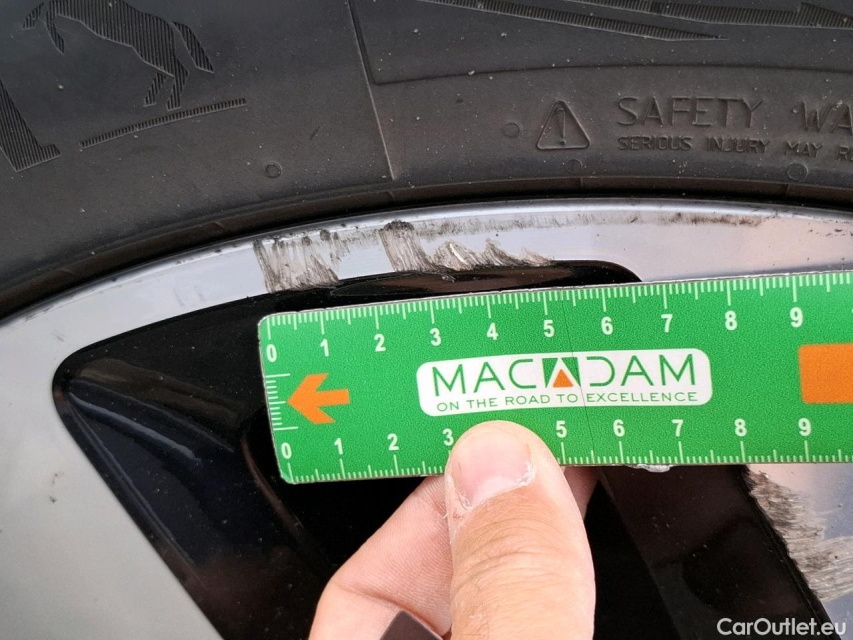 SAFETY WA
SERIOUS INJURY MAY R
0 1 2 3 4 5 6 7 8 9
MACADAM
ON THE ROAD TO EXCELLENCE
0 1 2 3 5 6 7 8 9
CarOutlet.eu